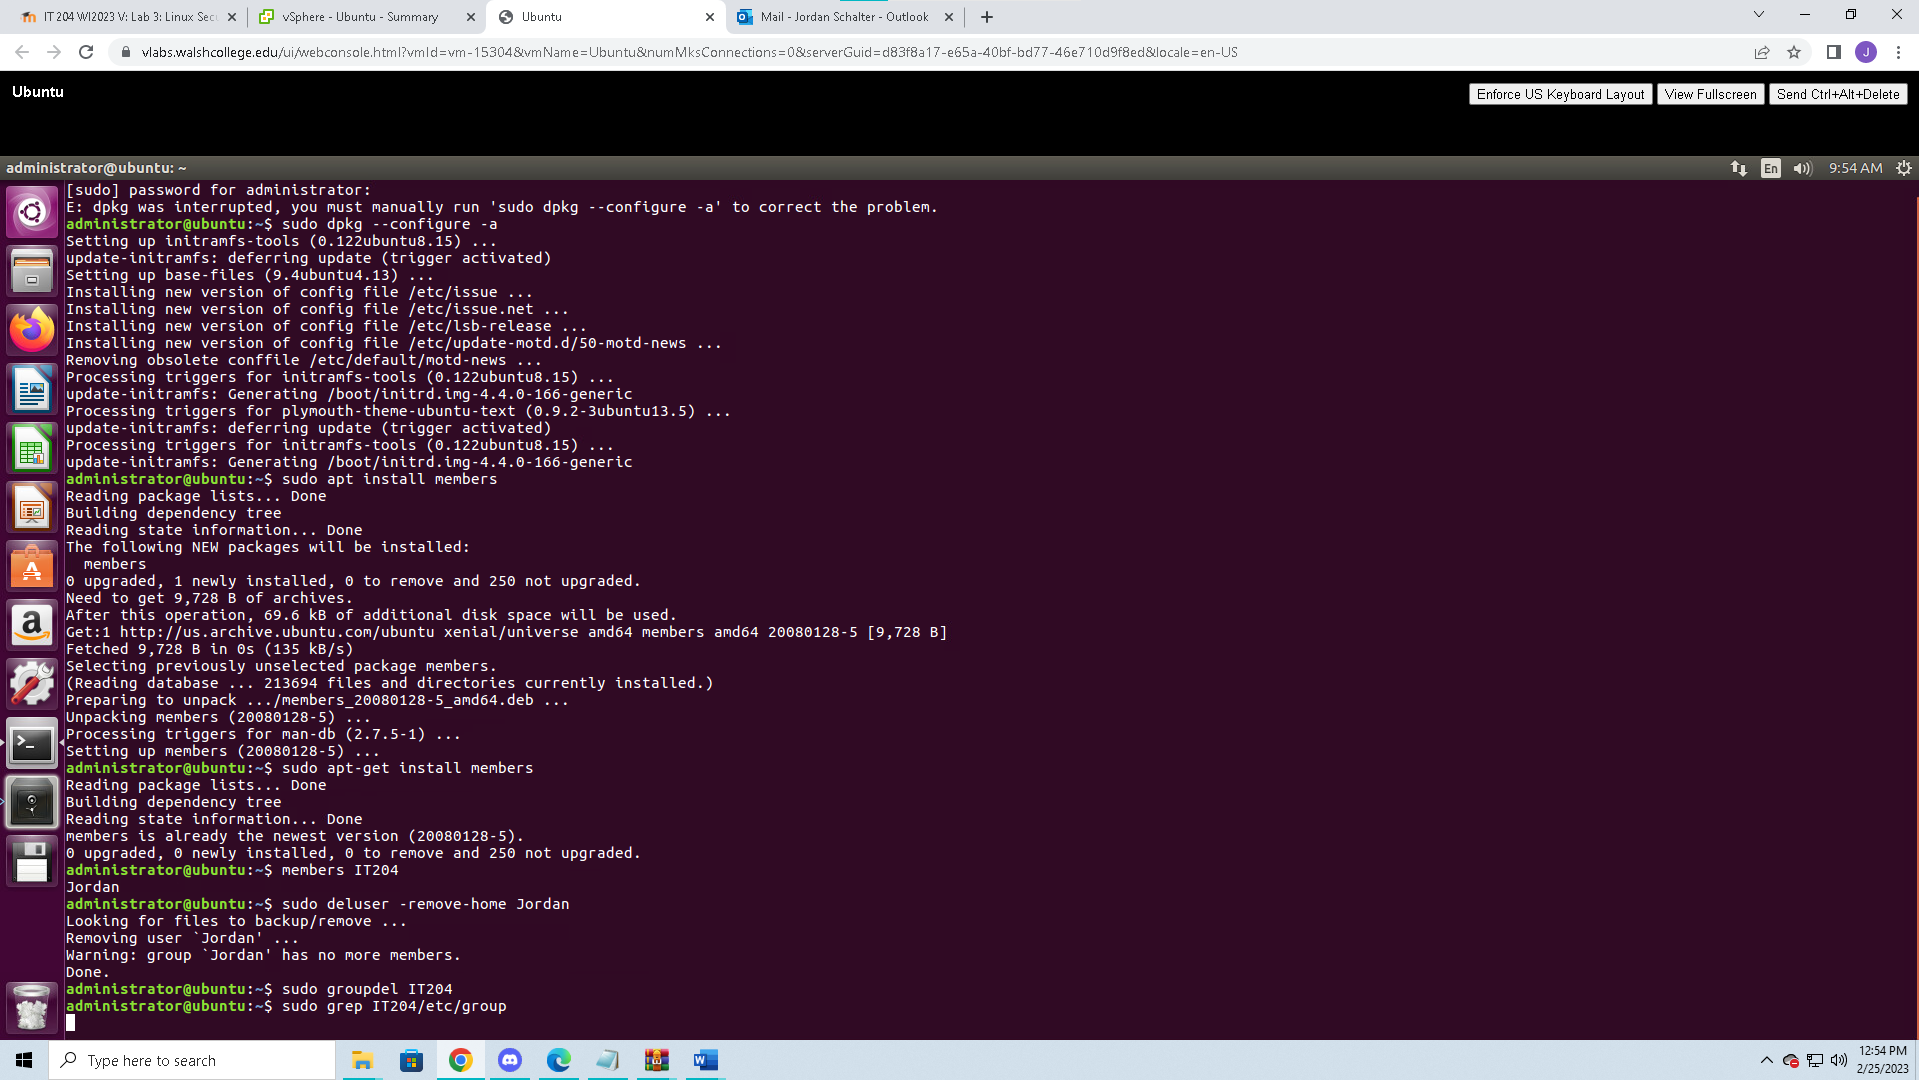 IT 204 WI2023 V: Lab 3: Linux Secu
vSphere - Ubuntu - Summary
Ubuntu
Mail - Jordan Schalter - Outlook
vlabs.walshcollege.edu/ui/webconsole.html?vmId=vm-15304&vmName=Ubuntu&numMksConnections=0&serverGuid=d83f8a17-e65a-40bf-bd77-46e710d9f8ed&locale=en-US
J
Ubuntu
Enforce US Keyboard Layout
View Fullscreen
Send Ctrl+Alt+Delete
administrator@ubuntu: ~
En
9:54 AM
[sudo] password for administrator:
E: dpkg was interrupted, you must manually run 'sudo dpkg --configure -a' to correct the problem.
administrator@ubuntu:~$ sudo dpkg --configure -a
Setting up initramfs-tools (0.122ubuntu8.15) ...
update-initramfs: deferring update (trigger activated)
Setting up base-files (9.4ubuntu4.13) ...
Installing new version of config file /etc/issue ...
Installing new version of config file /etc/issue.net ...
Installing new version of config file /etc/lsb-release ...
Installing new version of config file /etc/update-motd.d/50-motd-news ...
Removing obsolete conffile /etc/default/motd-news ...
Processing triggers for initramfs-tools (0.122ubuntu8.15) ...
update-initramfs: Generating /boot/initrd.img-4.4.0-166-generic
Processing triggers for plymouth-theme-ubuntu-text (0.9.2-3ubuntu13.5) ...
update-initramfs: deferring update (trigger activated)
Processing triggers for initramfs-tools (0.122ubuntu8.15) ...
update-initramfs: Generating /boot/initrd.img-4.4.0-166-generic
administrator@ubuntu:~$ sudo apt install members
Reading package lists... Done
Building dependency tree
Reading state information... Done
The following NEW packages will be installed:
members
0 upgraded, 1 newly installed, 0 to remove and 250 not upgraded.
Need to get 9,728 B of archives.
After this operation, 69.6 kB of additional disk space will be used.
Get:1 http://us.archive.ubuntu.com/ubuntu xenial/universe amd64 members amd64 20080128-5 [9,728 B]
Fetched 9,728 B in 0s (135 kB/s)
Selecting previously unselected package members.
(Reading database ... 213694 files and directories currently installed.)
Preparing to unpack .../members_20080128-5_amd64.deb ...
Unpacking members (20080128-5) ...
Processing triggers for man-db (2.7.5-1) ...
Setting up members (20080128-5) ...
administrator@ubuntu:~$ sudo apt-get install members
Reading package lists... Done
Building dependency tree
Reading state information... Done
members is already the newest version (20080128-5).
0 upgraded, 0 newly installed, 0 to remove and 250 not upgraded.
administrator@ubuntu:~$ members IT204
Jordan
administrator@ubuntu:~$ sudo deluser -remove-home Jordan
Looking for files to backup/remove ...
Removing user `Jordan' ...
Warning: group `Jordan' has no more members.
Done.
administrator@ubuntu:~$ sudo groupdel IT204
administrator@ubuntu:~$ sudo grep IT204/etc/group
Type here to search
12:54 PM
2/25/2023